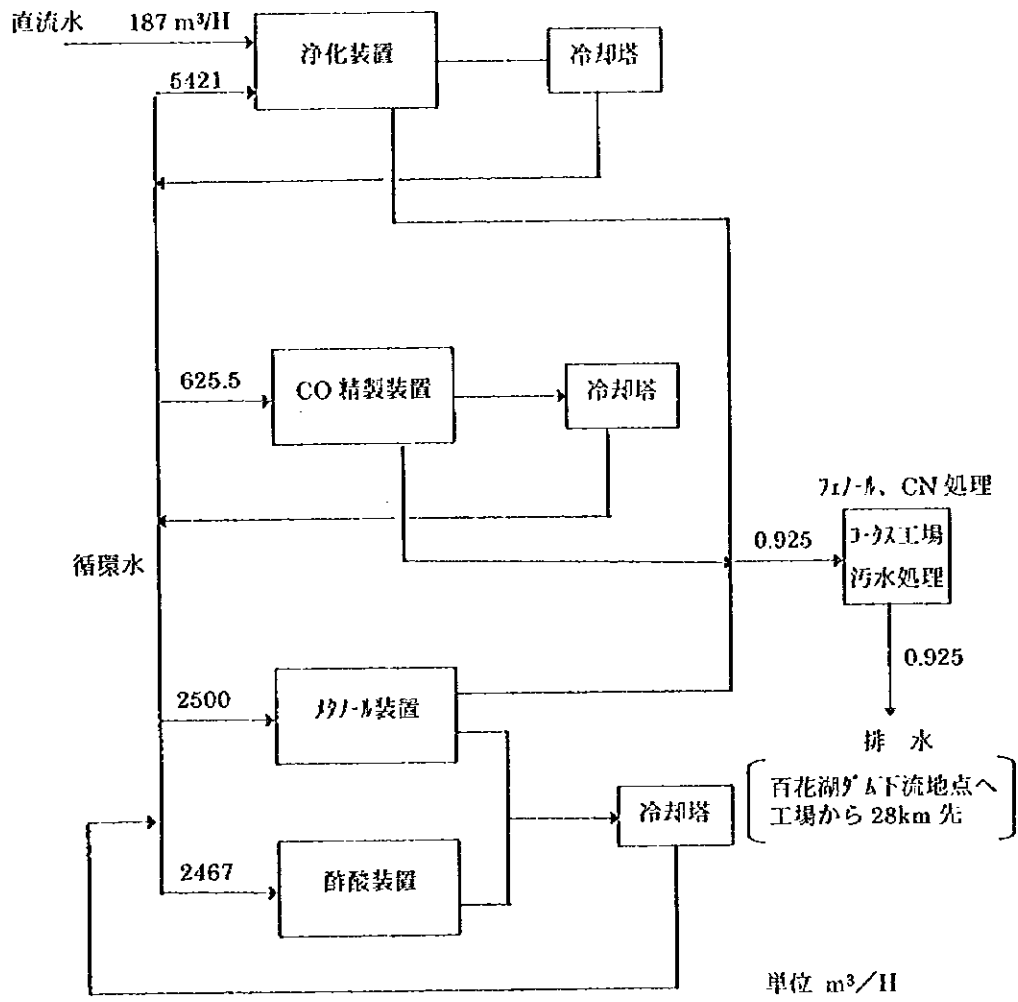 直流水 187 m³/H
浄化装置
冷却塔
5421
625.5
CO 精製装置
冷却塔
フェノール、CN 処理
コークス工場
汚水処理
0.925
循環水
0.925
2500
メタノール装置
排 水
百花湖ダム下流地点へ
工場から 28km 先
冷却塔
2467
酢酸装置
単位 m³/H